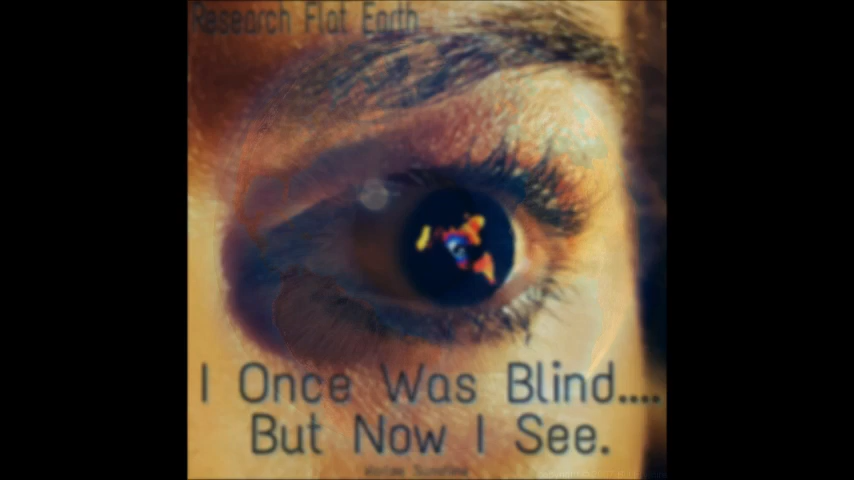 Research Flat Earth
I Once Was Blind....
But Now I See.